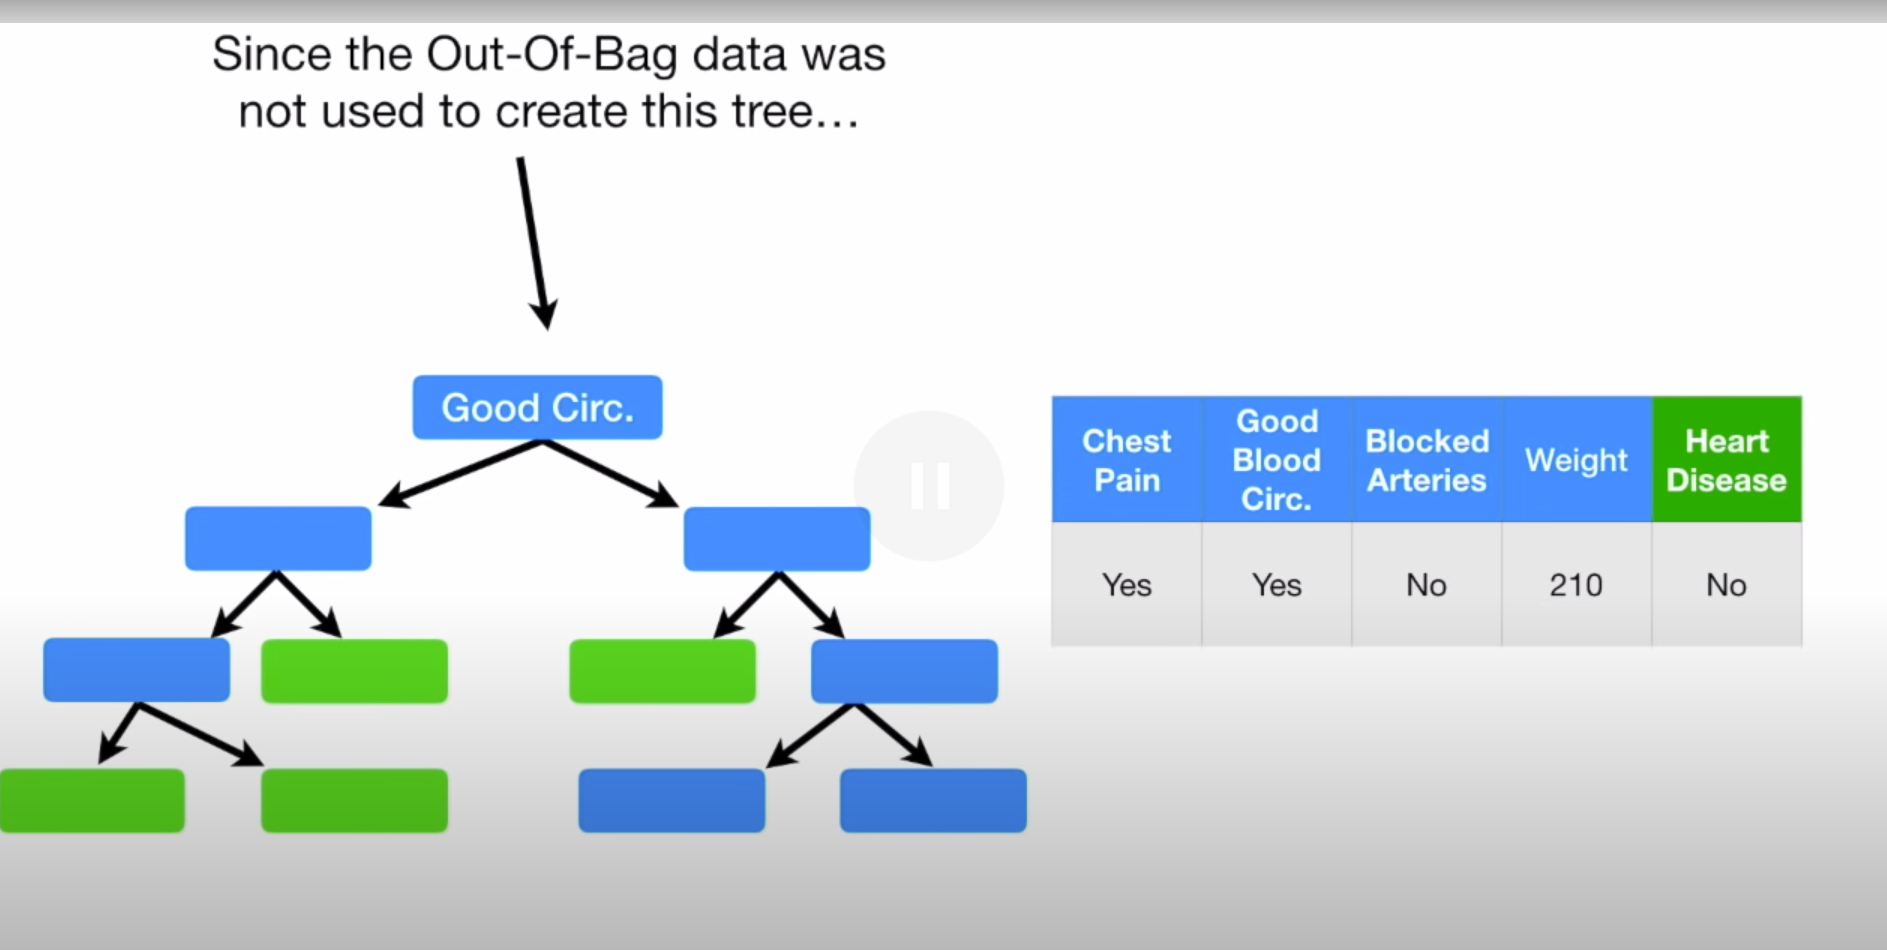 Since the Out-Of-Bag data was
not used to create this tree...
Good Circ.
Chest
Pain
Good
Blood
Circ.
Blocked
Arteries
Weight
Heart
Disease
Yes
Yes
No
210
No